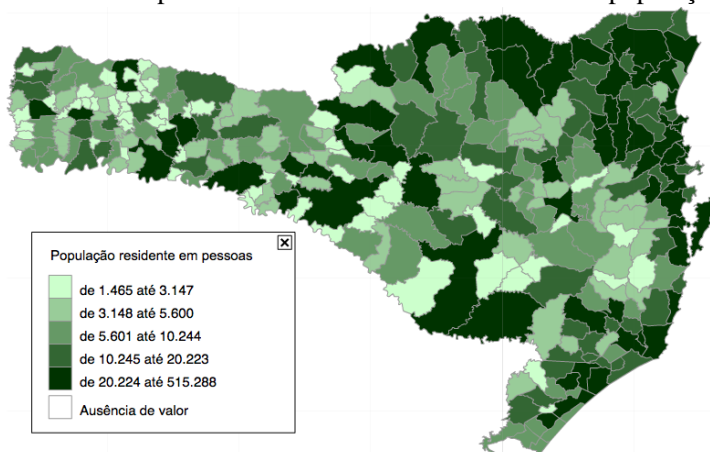 População residente em pessoas
de 1.465 até 3.147
de 3.148 até 5.600
de 5.601 até 10.244
de 10.245 até 20.223
de 20.224 até 515.288
Ausência de valor